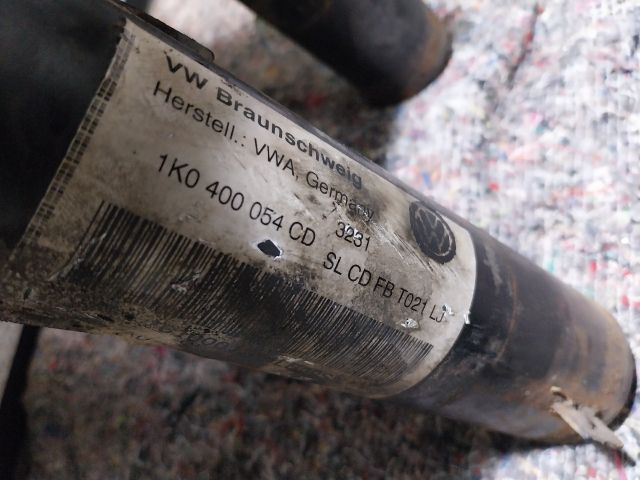 VW Braunschweig
Herstell.: VWA, Germany
3231
1K0 400 054 CD SL CD FB T021 LJ